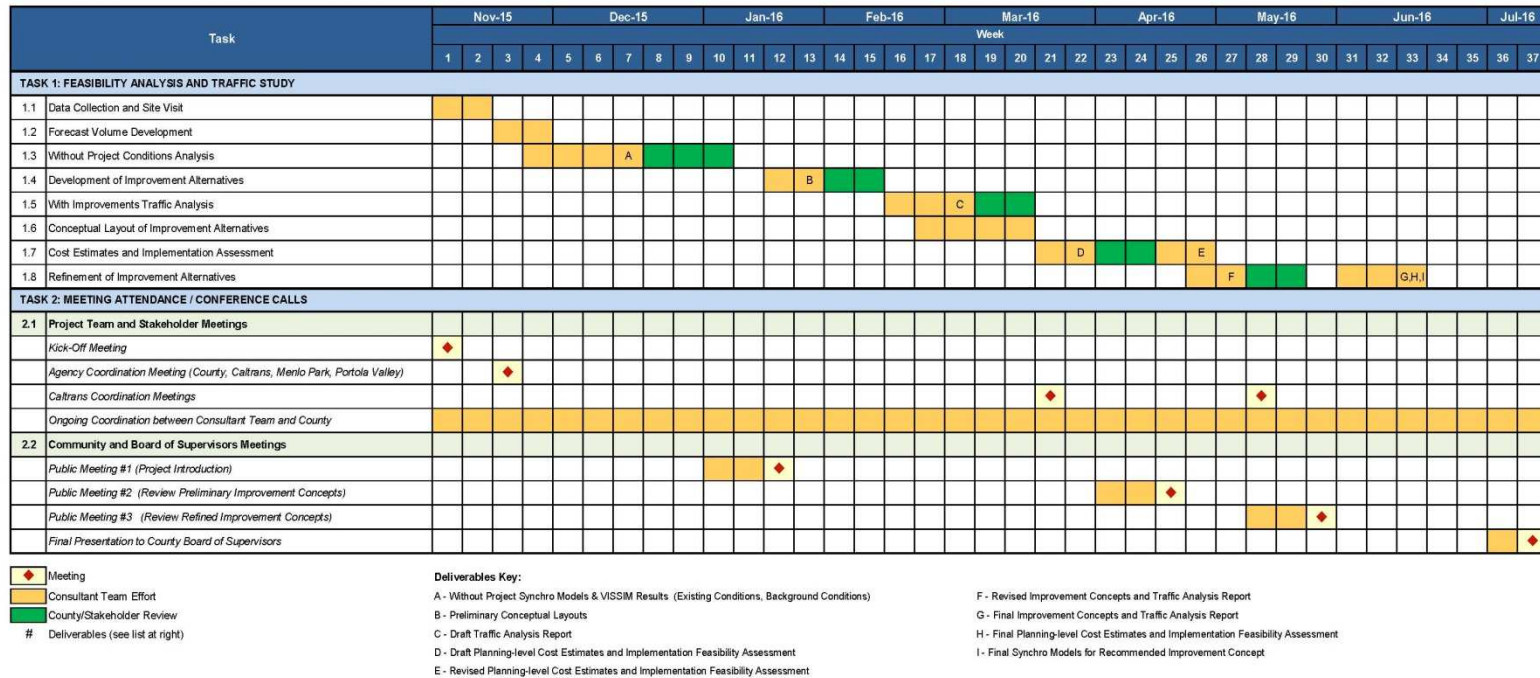 Task
Nov-15 Dec-15 Jan-16 Feb-16 Mar-16 Apr-16 May-16 Jun-16 Jul-16
Week
1 2 3 4 5 6 7 8 9 10 11 12 13 14 15 16 17 18 19 20 21 22 23 24 25 26 27 28 29 30 31 32 33 34 35 36 37
TASK 1: FEASIBILITY ANALYSIS AND TRAFFIC STUDY
1.1 Data Collection and Site Visit
1.2 Forecast Volume Development
1.3 Without Project Conditions Analysis A
1.4 Development of Improvement Alternatives B
1.5 With Improvements Traffic Analysis C
1.6 Conceptual Layout of Improvement Alternatives
1.7 Cost Estimates and Implementation Assessment D E
1.8 Refinement of Improvement Alternatives F G,H,I
TASK 2: MEETING ATTENDANCE / CONFERENCE CALLS
2.1 Project Team and Stakeholder Meetings
Kick-Off Meeting
Agency Coordination Meeting (County, Caltrans, Menlo Park, Portola Valley)
Caltrans Coordination Meetings
Ongoing Coordination between Consultant Team and County
2.2 Community and Board of Supervisors Meetings
Public Meeting #1 (Project Introduction)
Public Meeting #2 (Review Preliminary Improvement Concepts)
Public Meeting #3 (Review Refined Improvement Concepts)
Final Presentation to County Board of Supervisors
Meeting
Consultant Team Effort
County/Stakeholder Review
# Deliverables (see list at right)
Deliverables Key:
A - Without Project Synchro Models & VISSIM Results (Existing Conditions, Background Conditions)
B - Preliminary Conceptual Layouts
C - Draft Traffic Analysis Report
D - Draft Planning-level Cost Estimates and Implementation Feasibility Assessment
E - Revised Planning-level Cost Estimates and Implementation Feasibility Assessment
F - Revised Improvement Concepts and Traffic Analysis Report
G - Final Improvement Concepts and Traffic Analysis Report
H - Final Planning-level Cost Estimates and Implementation Feasibility Assessment
I - Final Synchro Models for Recommended Improvement Concept